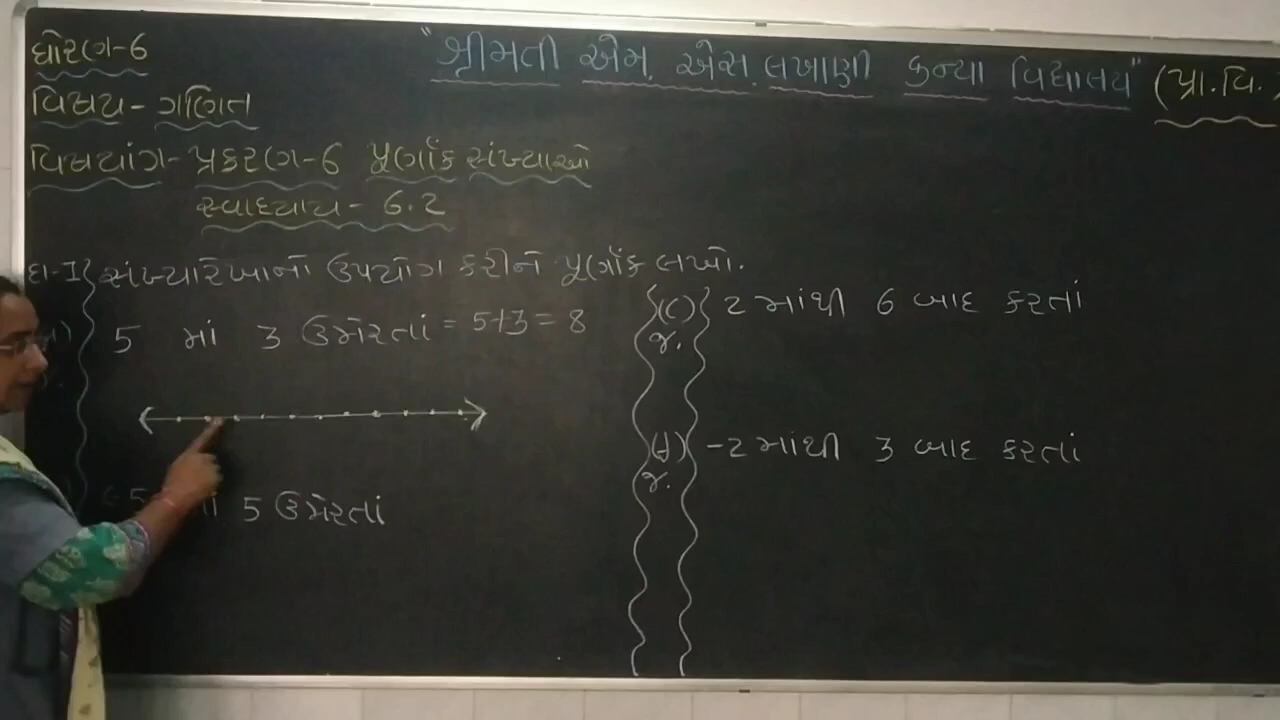 ધોરણ-6
"શ્રીમતી એમ. એસ. લખાણી કન્યા વિદ્યાલય" (પ્રા.વિ.
વિષય- ગણિત
વિષયાંગ- પ્રકરણ-6 પૂર્ણાંક સંખ્યાઓ
સ્વાધ્યાય- 6.2
દા-1 સંખ્યારેખાનો ઉપયોગ કરીને પૂર્ણાંક લખો.
5 માં 3 ઉમેરતાં = 5+3 = 8
5 ઉમેરતાં
(c) 2 માંથી 6 બાદ કરતાં
જ.
(d) -2 માંથી 3 બાદ કરતાં
જ.